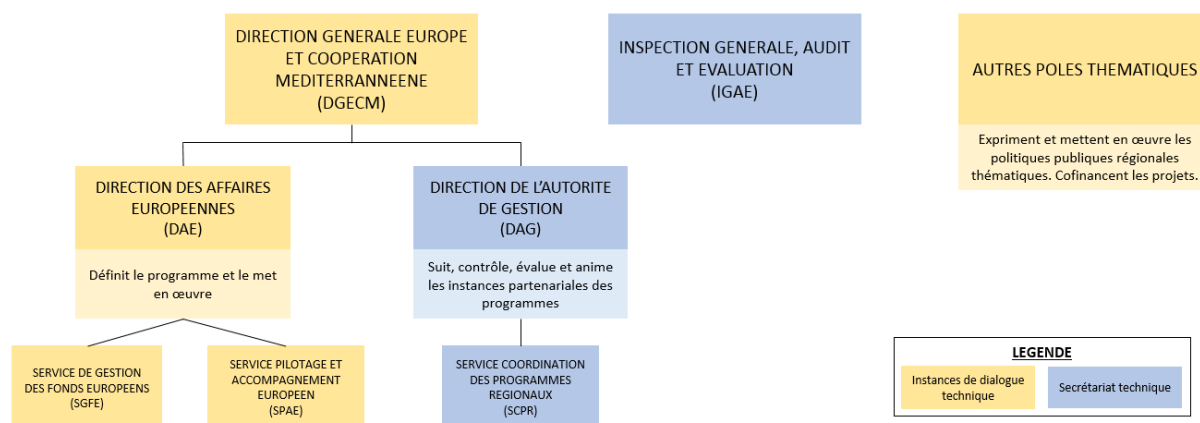 DIRECTION GENERALE EUROPE
ET COOPERATION
MEDITERRANNEENE
(DGECM)
INSPECTION GENERALE, AUDIT
ET EVALUATION
(IGAE)
AUTRES POLES THEMATIQUES
Expriment et mettent en œuvre les
politiques publiques régionales
thématiques. Cofinancent les projets.
DIRECTION DES AFFAIRES
EUROPEENNES
(DAE)
Définit le programme et le met
en œuvre
DIRECTION DE L'AUTORITE
DE GESTION
(DAG)
Suit, contrôle, évalue et anime
les instances partenariales des
programmes
SERVICE DE GESTION
DES FONDS EUROPEENS
(SGFE)
SERVICE PILOTAGE ET
ACCOMPAGNEMENT
EUROPEEN
(SPAE)
SERVICE COORDINATION
DES PROGRAMMES
REGIONAUX
(SCPR)
LEGENDE
Instances de dialogue
technique
Secrétariat technique